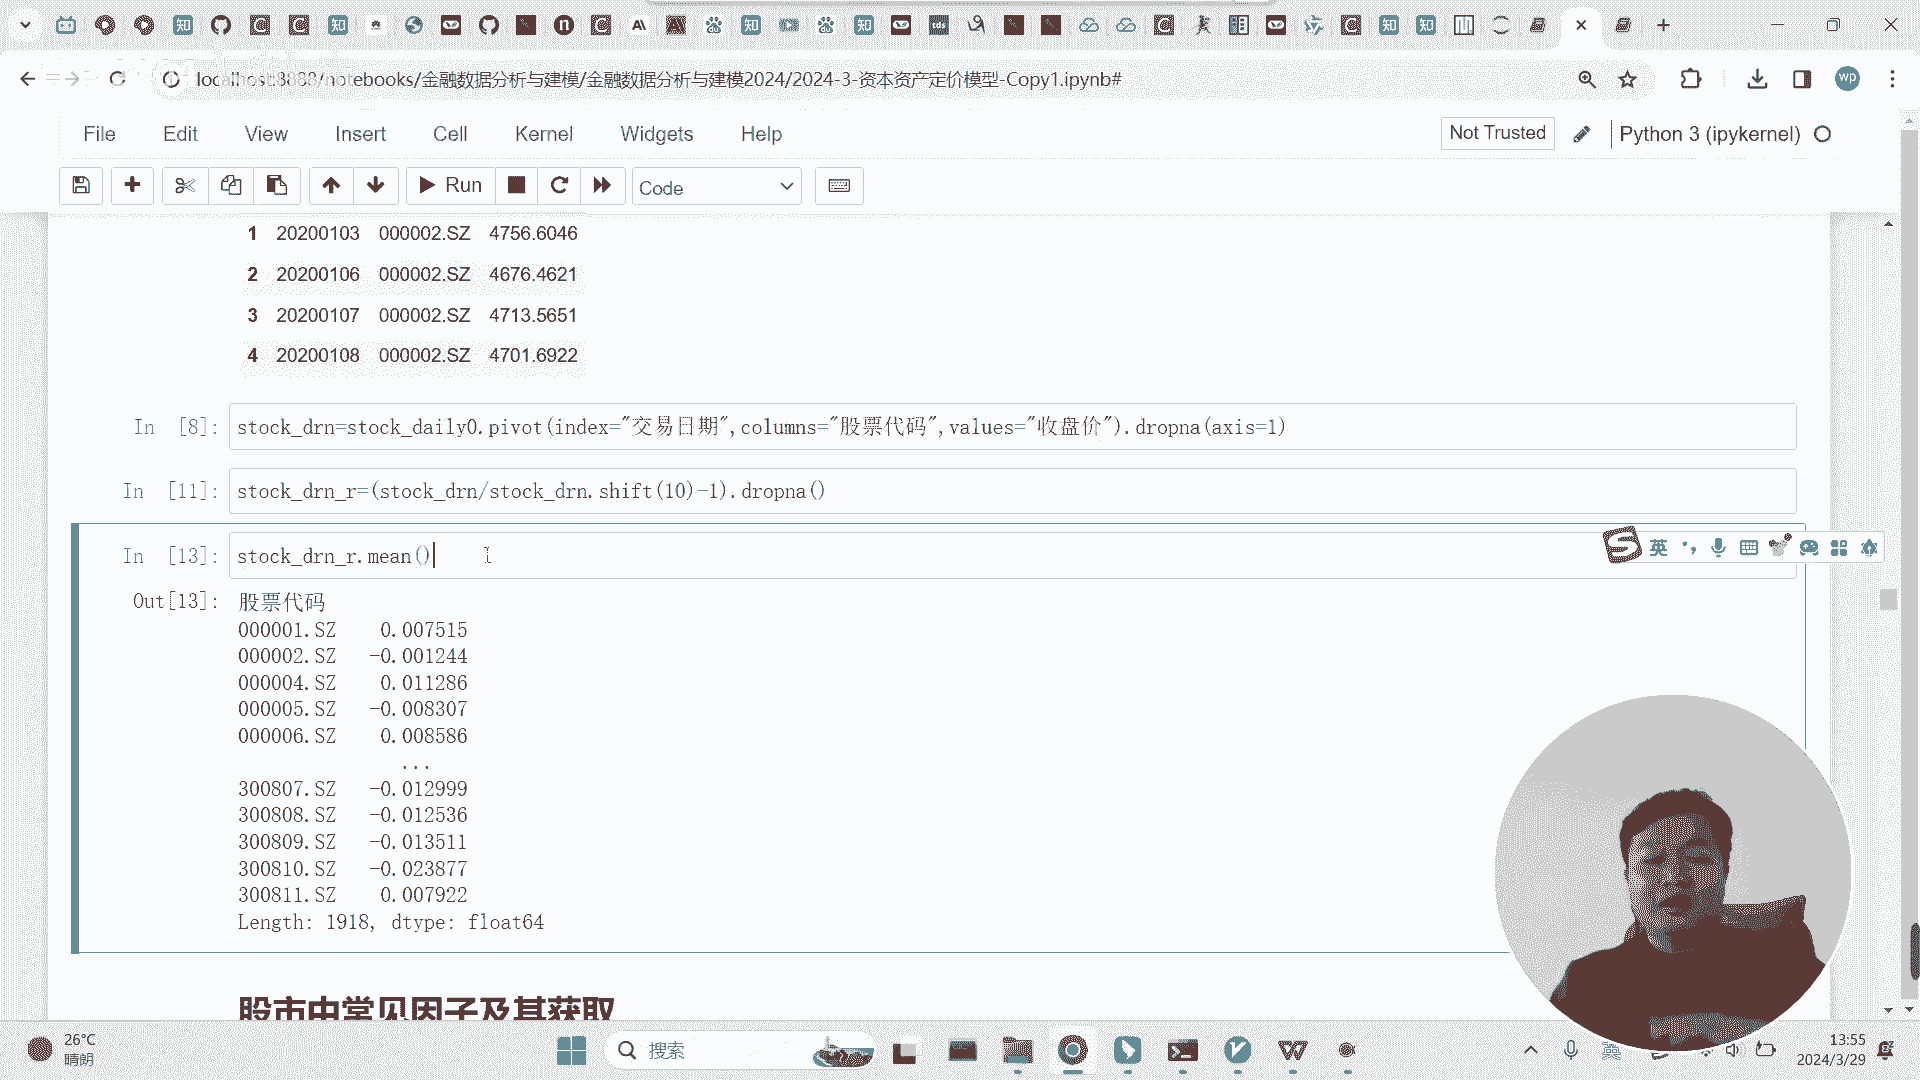 localhost:8888/notebooks/金融数据分析与建模/金融数据分析与建模2024/2024-3-资本资产定价模型-Copy1.ipynb#
wp
File Edit View Insert Cell Kernel Widgets Help
Not Trusted
Python 3 (ipykernel)
Run
Code
1 20200103 000002.SZ 4756.6046
2 20200106 000002.SZ 4676.4621
3 20200107 000002.SZ 4713.5651
4 20200108 000002.SZ 4701.6922
In [8]: stock_drn=stock_daily0.pivot(index="交易日期",columns="股票代码",values="收盘价").dropna(axis=1)
In [11]: stock_drn_r=(stock_drn/stock_drn.shift(10)-1).dropna()
In [13]: stock_drn_r.mean()
英
Out[13]: 股票代码
000001.SZ 0.007515
000002.SZ -0.001244
000004.SZ 0.011286
000005.SZ -0.008307
000006.SZ 0.008586
...
300807.SZ -0.012999
300808.SZ -0.012536
300809.SZ -0.013511
300810.SZ -0.023877
300811.SZ 0.007922
Length: 1918, dtype: float64
股市中常见因子及其获取
26°C
晴朗
搜索
英
13:55
2024/3/29